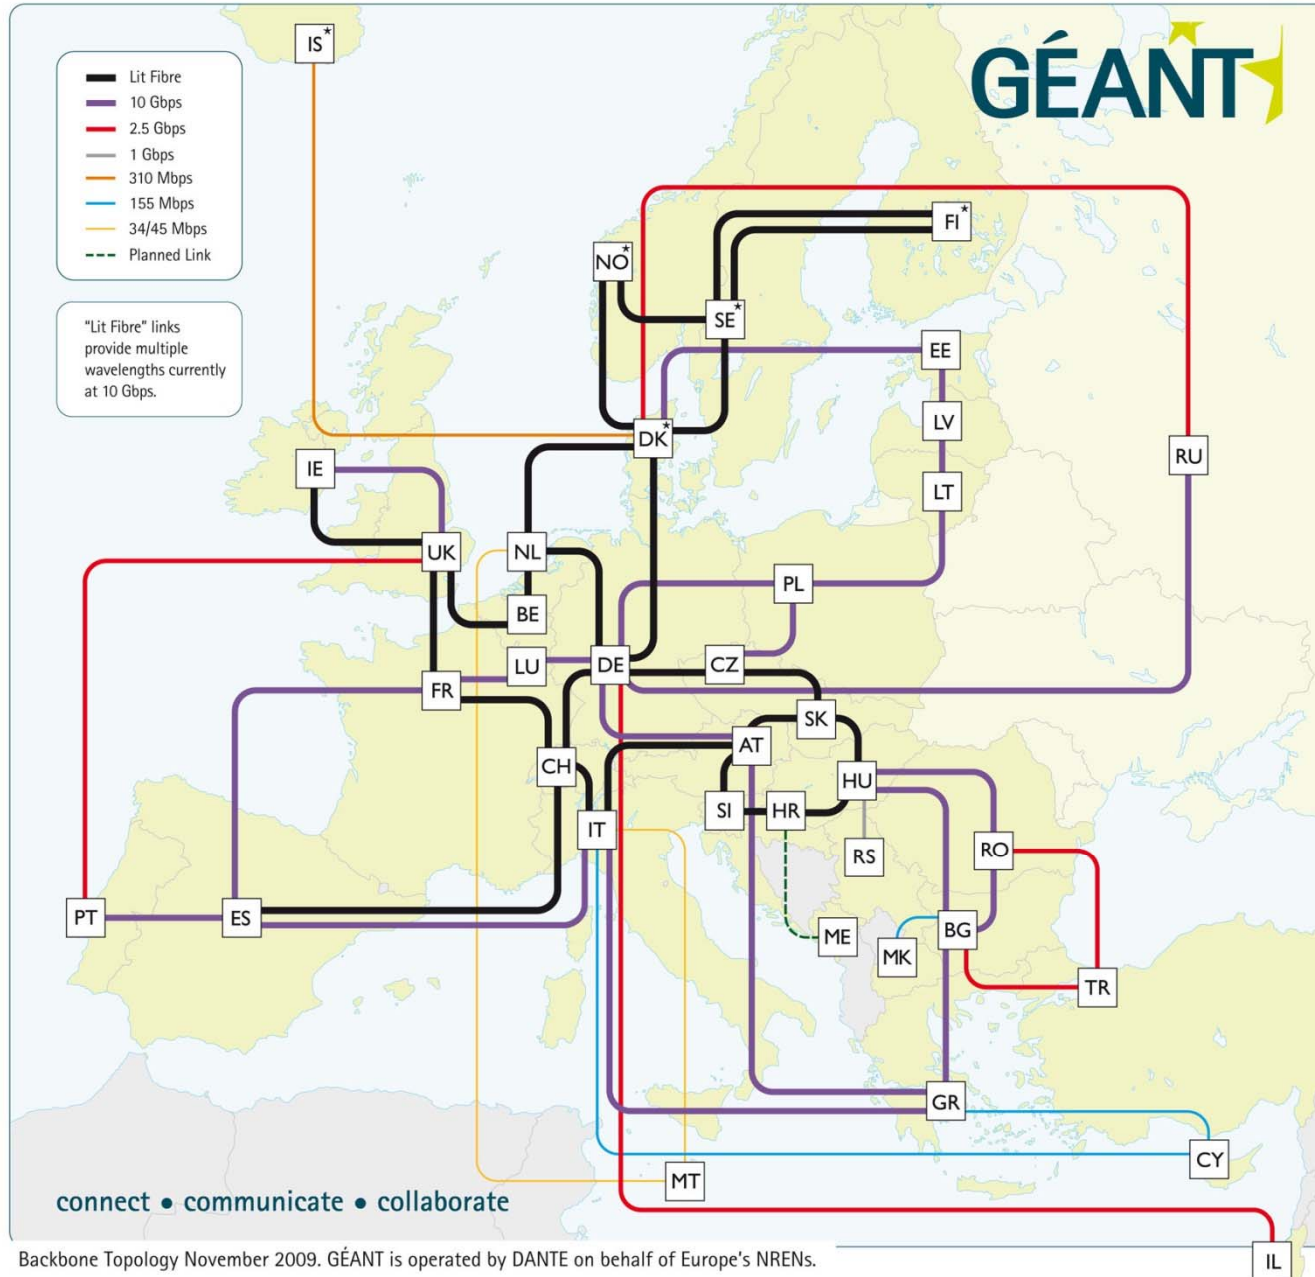 IS*
GÉANT
Lit Fibre
10 Gbps
2.5 Gbps
1 Gbps
310 Mbps
155 Mbps
34/45 Mbps
Planned Link
"Lit Fibre" links
provide multiple
wavelengths currently
at 10 Gbps.
FI*
NO*
SE*
EE
LV
DK*
RU
IE
LT
UK
NL
PL
BE
LU
DE
CZ
FR
SK
AT
CH
HU
SI
HR
IT
RO
RS
PT
ES
ME
BG
MK
TR
GR
CY
MT
connect • communicate • collaborate
IL
Backbone Topology November 2009. GÉANT is operated by DANTE on behalf of Europe's NRENs.